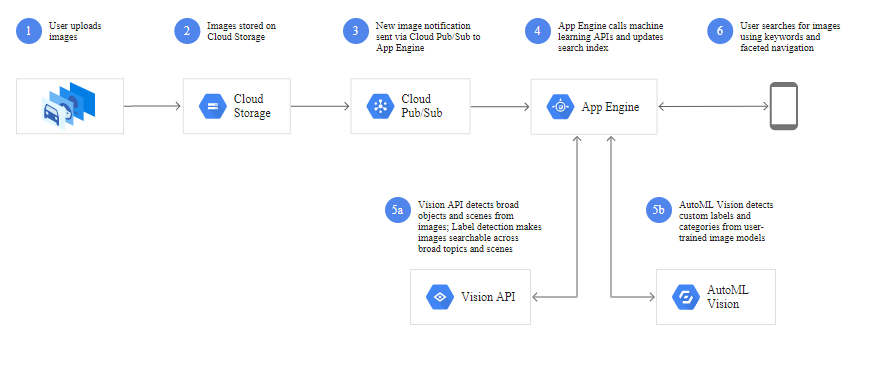 1
User uploads
images
2
Images stored on
Cloud Storage
3
New image notification
sent via Cloud Pub/Sub to
App Engine
4
App Engine calls machine
learning APIs and updates
search index
6
User searches for images
using keywords and
faceted navigation
Cloud
Storage
Cloud
Pub/Sub
App Engine
5a
Vision API detects broad
objects and scenes from
images; Label detection makes
images searchable across
broad topics and scenes
5b
AutoML Vision detects
custom labels and
categories from user-
trained image models
Vision API
AutoML
Vision